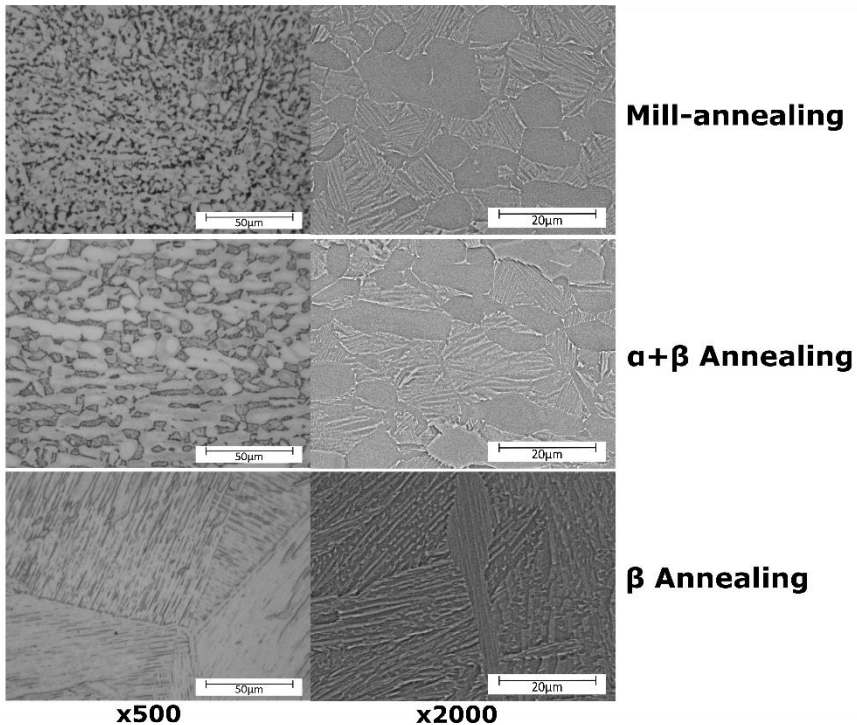 50µm
20µm
Mill-annealing
50µm
20µm
α+β Annealing
50µm
20µm
β Annealing
x500
x2000